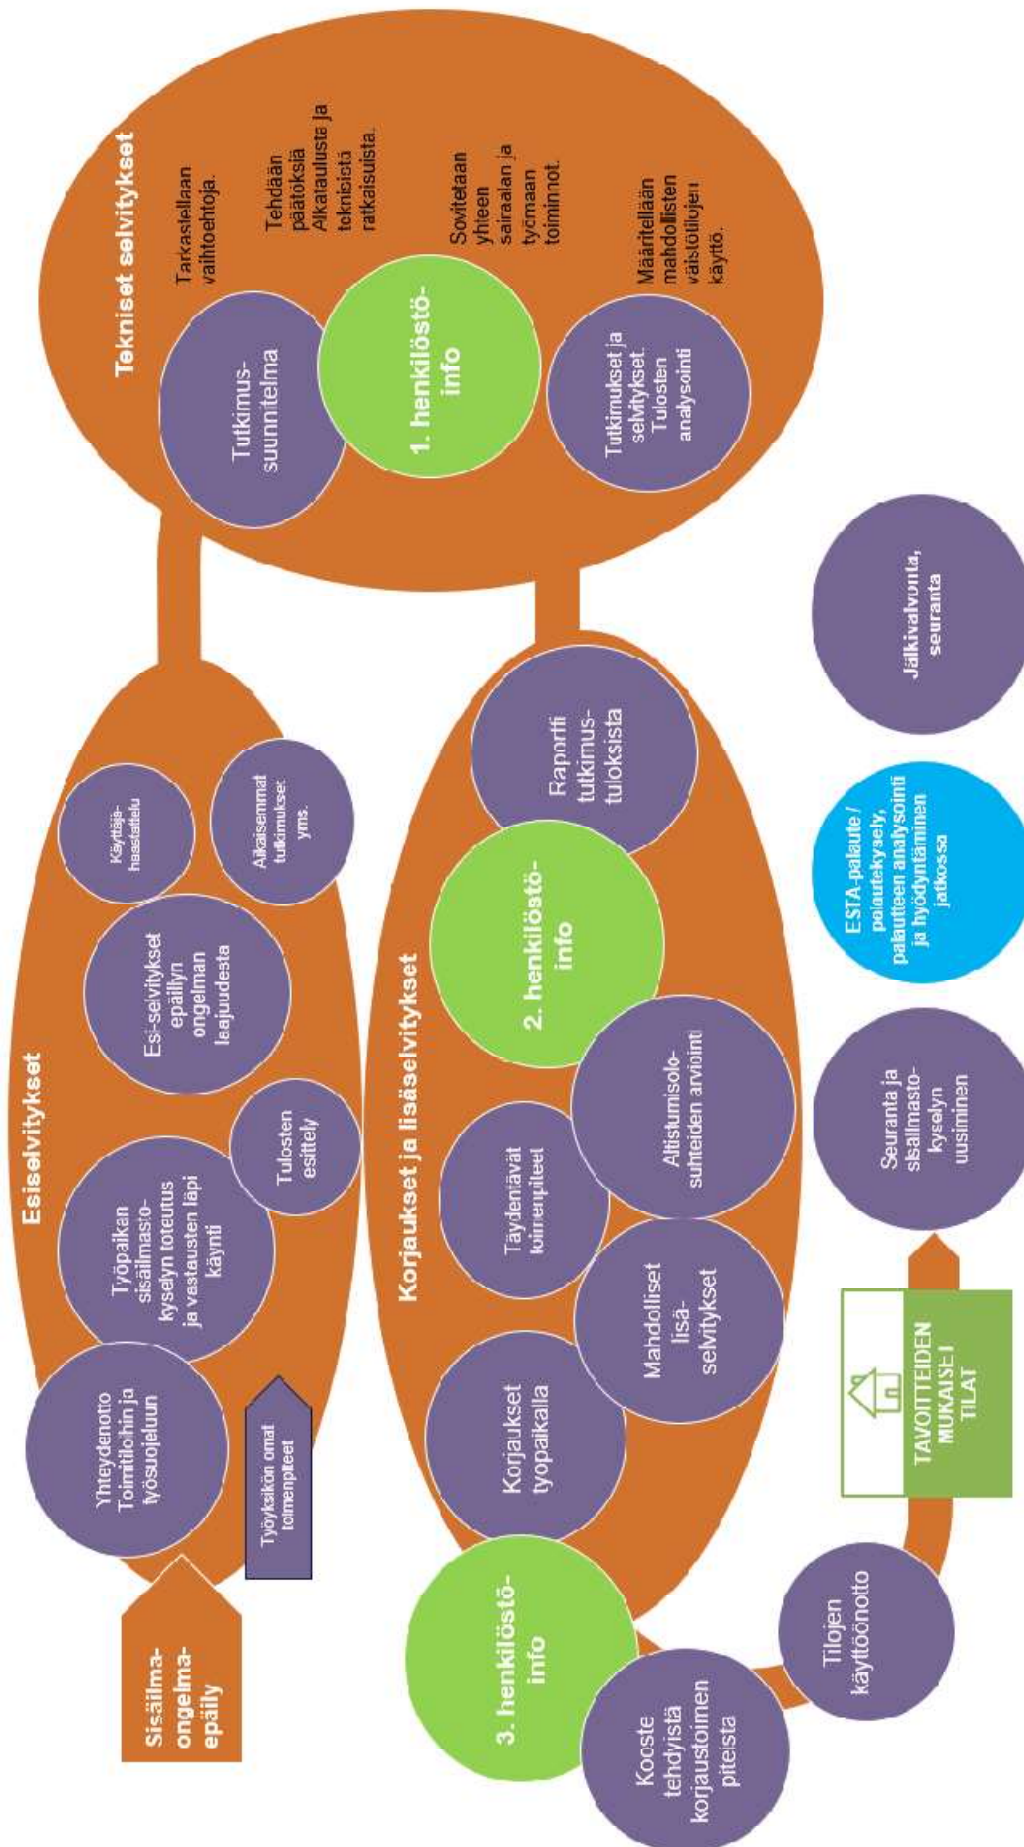 Sisäilma-
ongelma-
epäily
Esiselvitykset
Yhteydenotto
Toimitiloihin ja
työsuojeluun
Työyksikön omat
toimenpiteet
Työpaikan
sisäilmasto-
kyselyn toteutus
ja vastausten läpi
käynti
Tulosten
esittely
Esi-selvitykset
epäillyn
ongelman
laajuudesta
Käyttäjä-
haastattelu
Aikaisemmat
tutkimukset
yms.
Tekniset selvitykset
Tutkimus-
suunnitelma
1. henkilöstö-
info
Tutkimukset ja
selvitykset.
Tulosten
analysointi
Tarkastellaan
vaihtoehtoja.
Tehdään
päätöksiä
Aikataulusta ja
teknisistä
ratkaisuista.
Sovitetaan
yhteen
sairaalan ja
työmaan
toiminnot.
Määritellään
mahdollisten
väistötilojen
käyttö.
Korjaukset ja lisäselvitykset
Raportti
tutkimus-
tuloksista
2. henkilöstö-
info
Altistumisolo-
suhteiden arviointi
Täydentävät
toimenpiteet
Mahdolliset
lisä-
selvitykset
Korjaukset
työpaikalla
3. henkilöstö-
info
Kooste
tehdyistä
korjaustoimen
piteistä
Tilojen
käyttöönotto
TAVOITTEIDEN
MUKAISET
TILAT
Seuranta ja
sisäilmasto-
kyselyn
uusiminen
ESTA-palaute /
palautekysely,
palautteen analysointi
ja hyödyntäminen
jatkossa
Jälkivalvonta,
seuranta